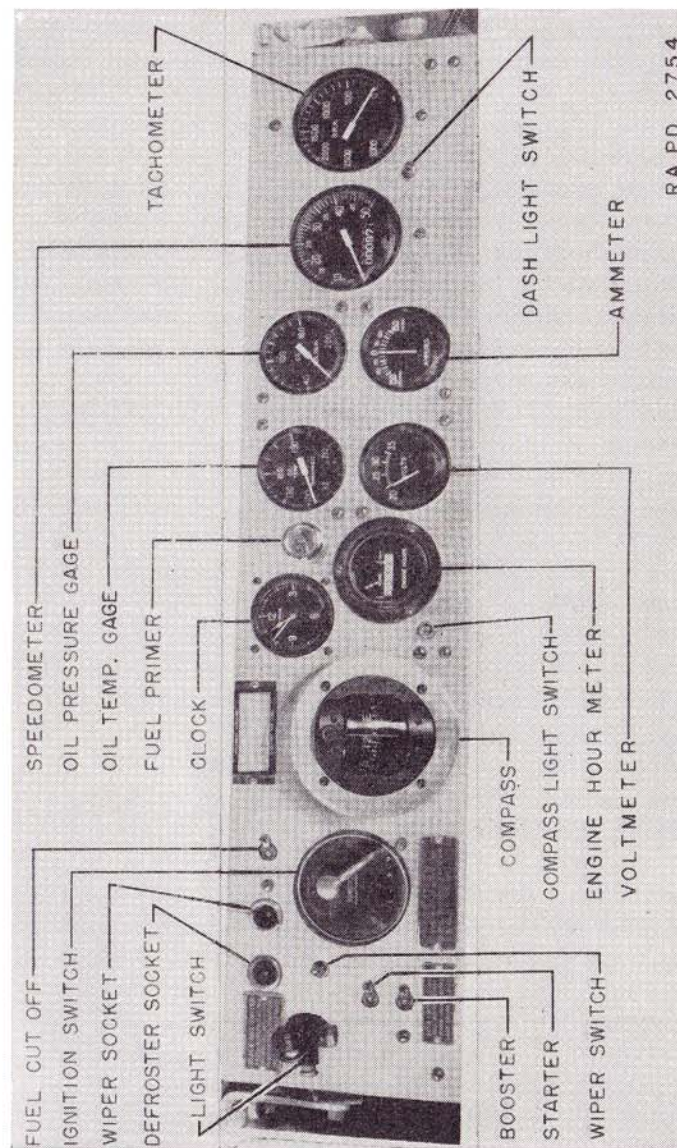 FUEL CUT OFF
IGNITION SWITCH
WIPER SOCKET
DEFROSTER SOCKET
LIGHT SWITCH
SPEEDOMETER
OIL PRESSURE GAGE
OIL TEMP. GAGE
FUEL PRIMER
CLOCK
TACHOMETER
BOOSTER
STARTER
WIPER SWITCH
COMPASS
COMPASS LIGHT SWITCH
ENGINE HOUR METER
VOLTMETER
DASH LIGHT SWITCH
AMMETER
RA PD 2754